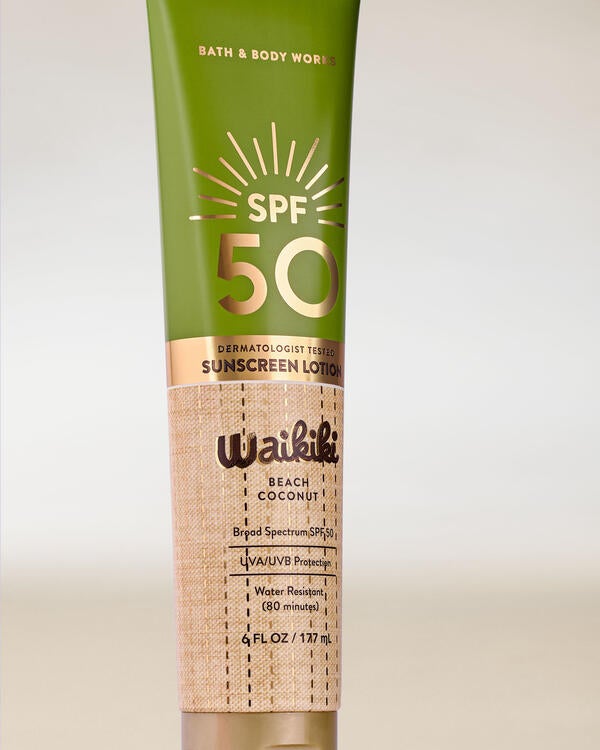 BATH & BODY WORKS
SPF
50
DERMATOLOGIST TESTED
SUNSCREEN LOTION
Waikiki
BEACH
COCONUT
Broad Spectrum SPF 50
UVA/UVB Protection
Water Resistant
(80 minutes)
6 FL OZ / 177 mL